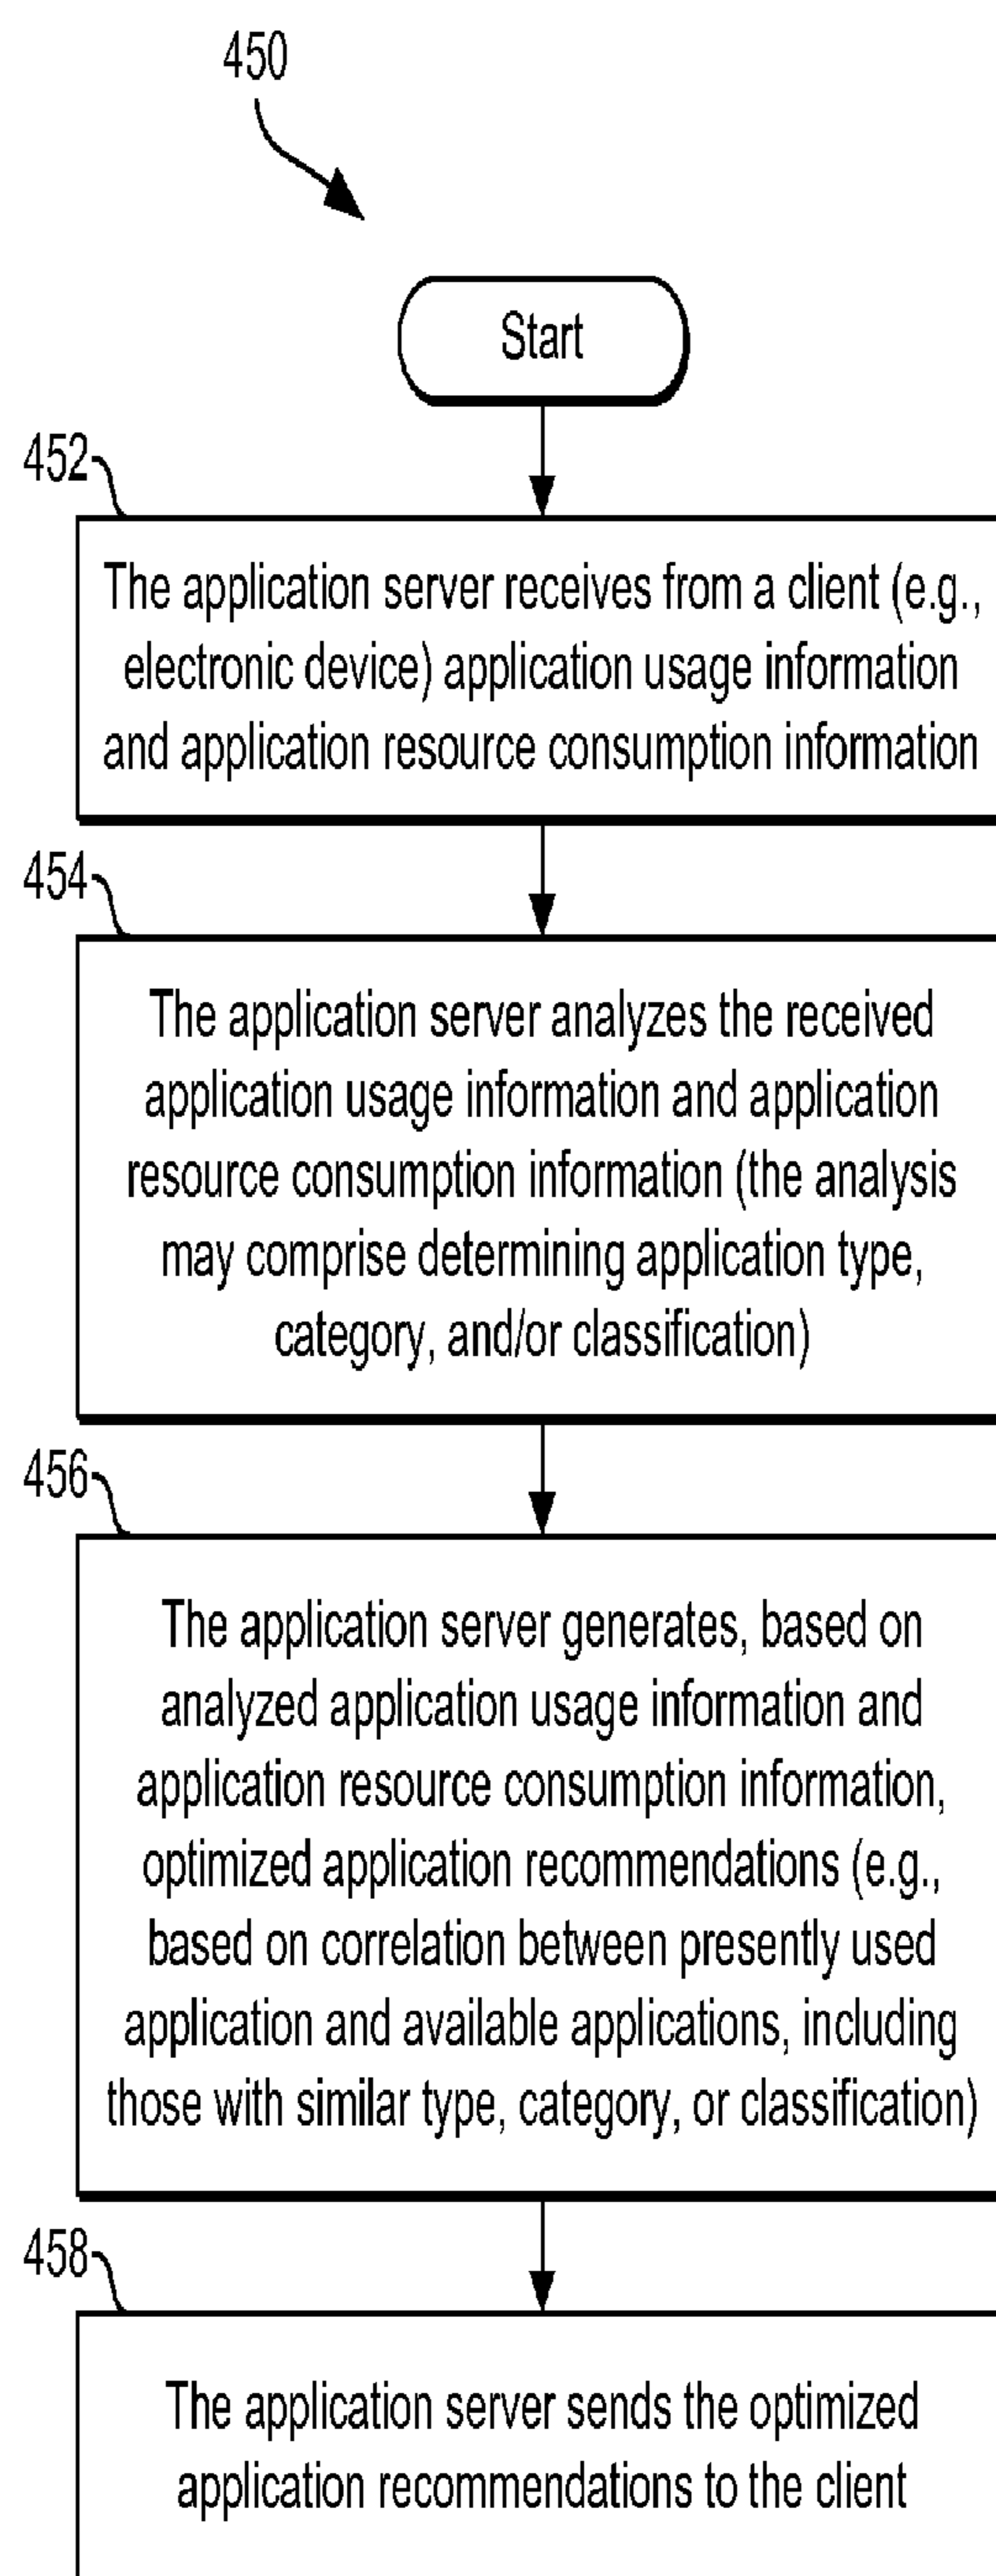 450
Start
452
The application server receives from a client (e.g.,
electronic device) application usage information
and application resource consumption information
454
The application server analyzes the received
application usage information and application
resource consumption information (the analysis
may comprise determining application type,
category, and/or classification)
456
The application server generates, based on
analyzed application usage information and
application resource consumption information,
optimized application recommendations (e.g.,
based on correlation between presently used
application and available applications, including
those with similar type, category, or classification)
458
The application server sends the optimized
application recommendations to the client